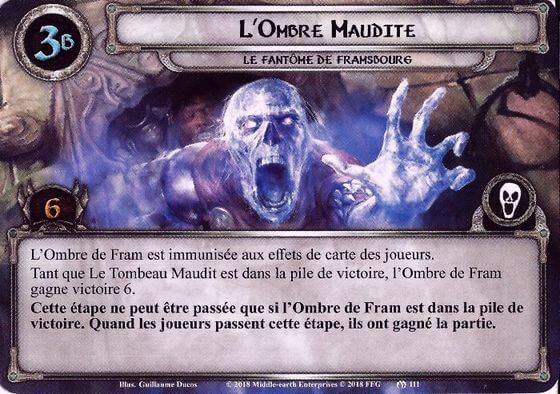 3B
L'Ombre Maudite
Le Fantôme de Framsbourg
6
L'Ombre de Fram est immunisée aux effets de carte des joueurs.
Tant que Le Tombeau Maudit est dans la pile de victoire, l'Ombre de Fram
gagne victoire 6.
Cette étape ne peut être passée que si l'Ombre de Fram est dans la pile de
victoire. Quand les joueurs passent cette étape, ils ont gagné la partie.
Illus. Guillaume Ducos © 2018 Middle-earth Enterprises © 2018 FFG 111